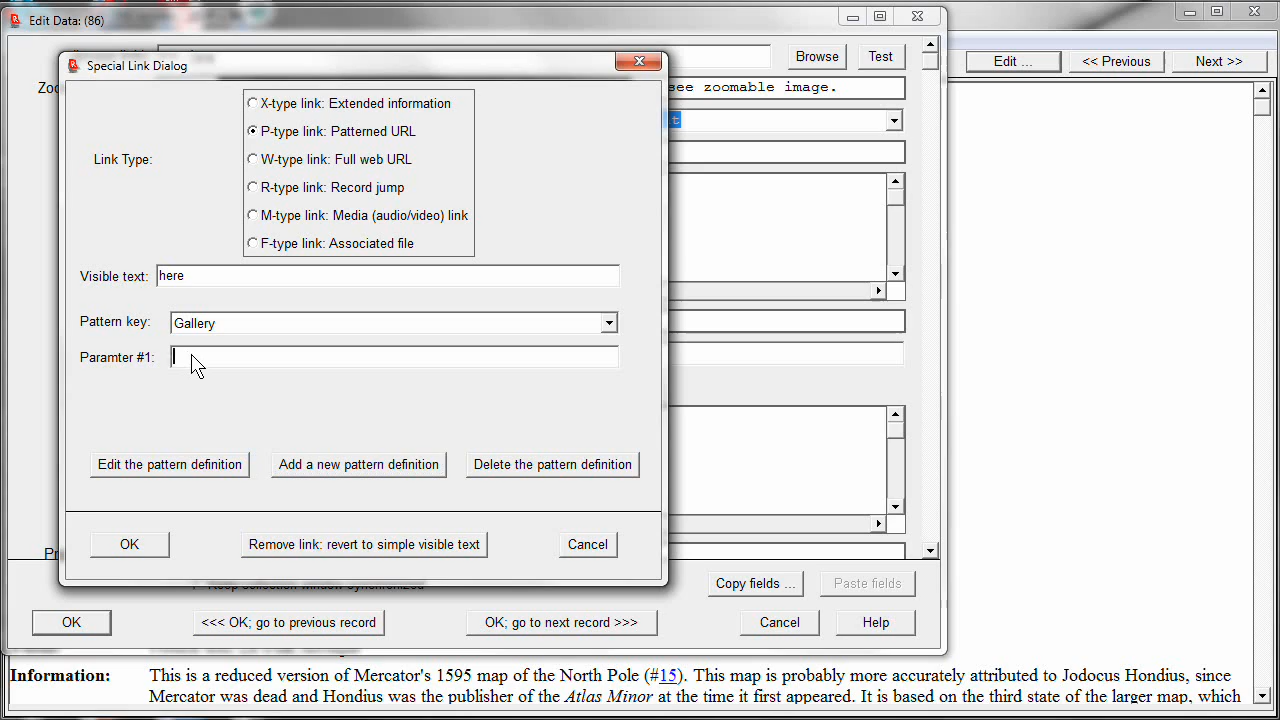 Edit Data: (86)
Browse
Test
Edit ...
<< Previous
Next >>
Special Link Dialog
see zoomable image.
Link Type:
X-type link: Extended information
P-type link: Patterned URL
W-type link: Full web URL
R-type link: Record jump
M-type link: Media (audio/video) link
F-type link: Associated file
Visible text:
here
Pattern key:
Gallery
Paramter #1:
Edit the pattern definition
Add a new pattern definition
Delete the pattern definition
OK
Remove link: revert to simple visible text
Cancel
Copy fields ...
Paste fields
OK
<<< OK; go to previous record
OK; go to next record >>>
Cancel
Help
Information:
This is a reduced version of Mercator's 1595 map of the North Pole (#15). This map is probably more accurately attributed to Jodocus Hondius, since
Mercator was dead and Hondius was the publisher of the Atlas Minor at the time it first appeared. It is based on the third state of the larger map, which